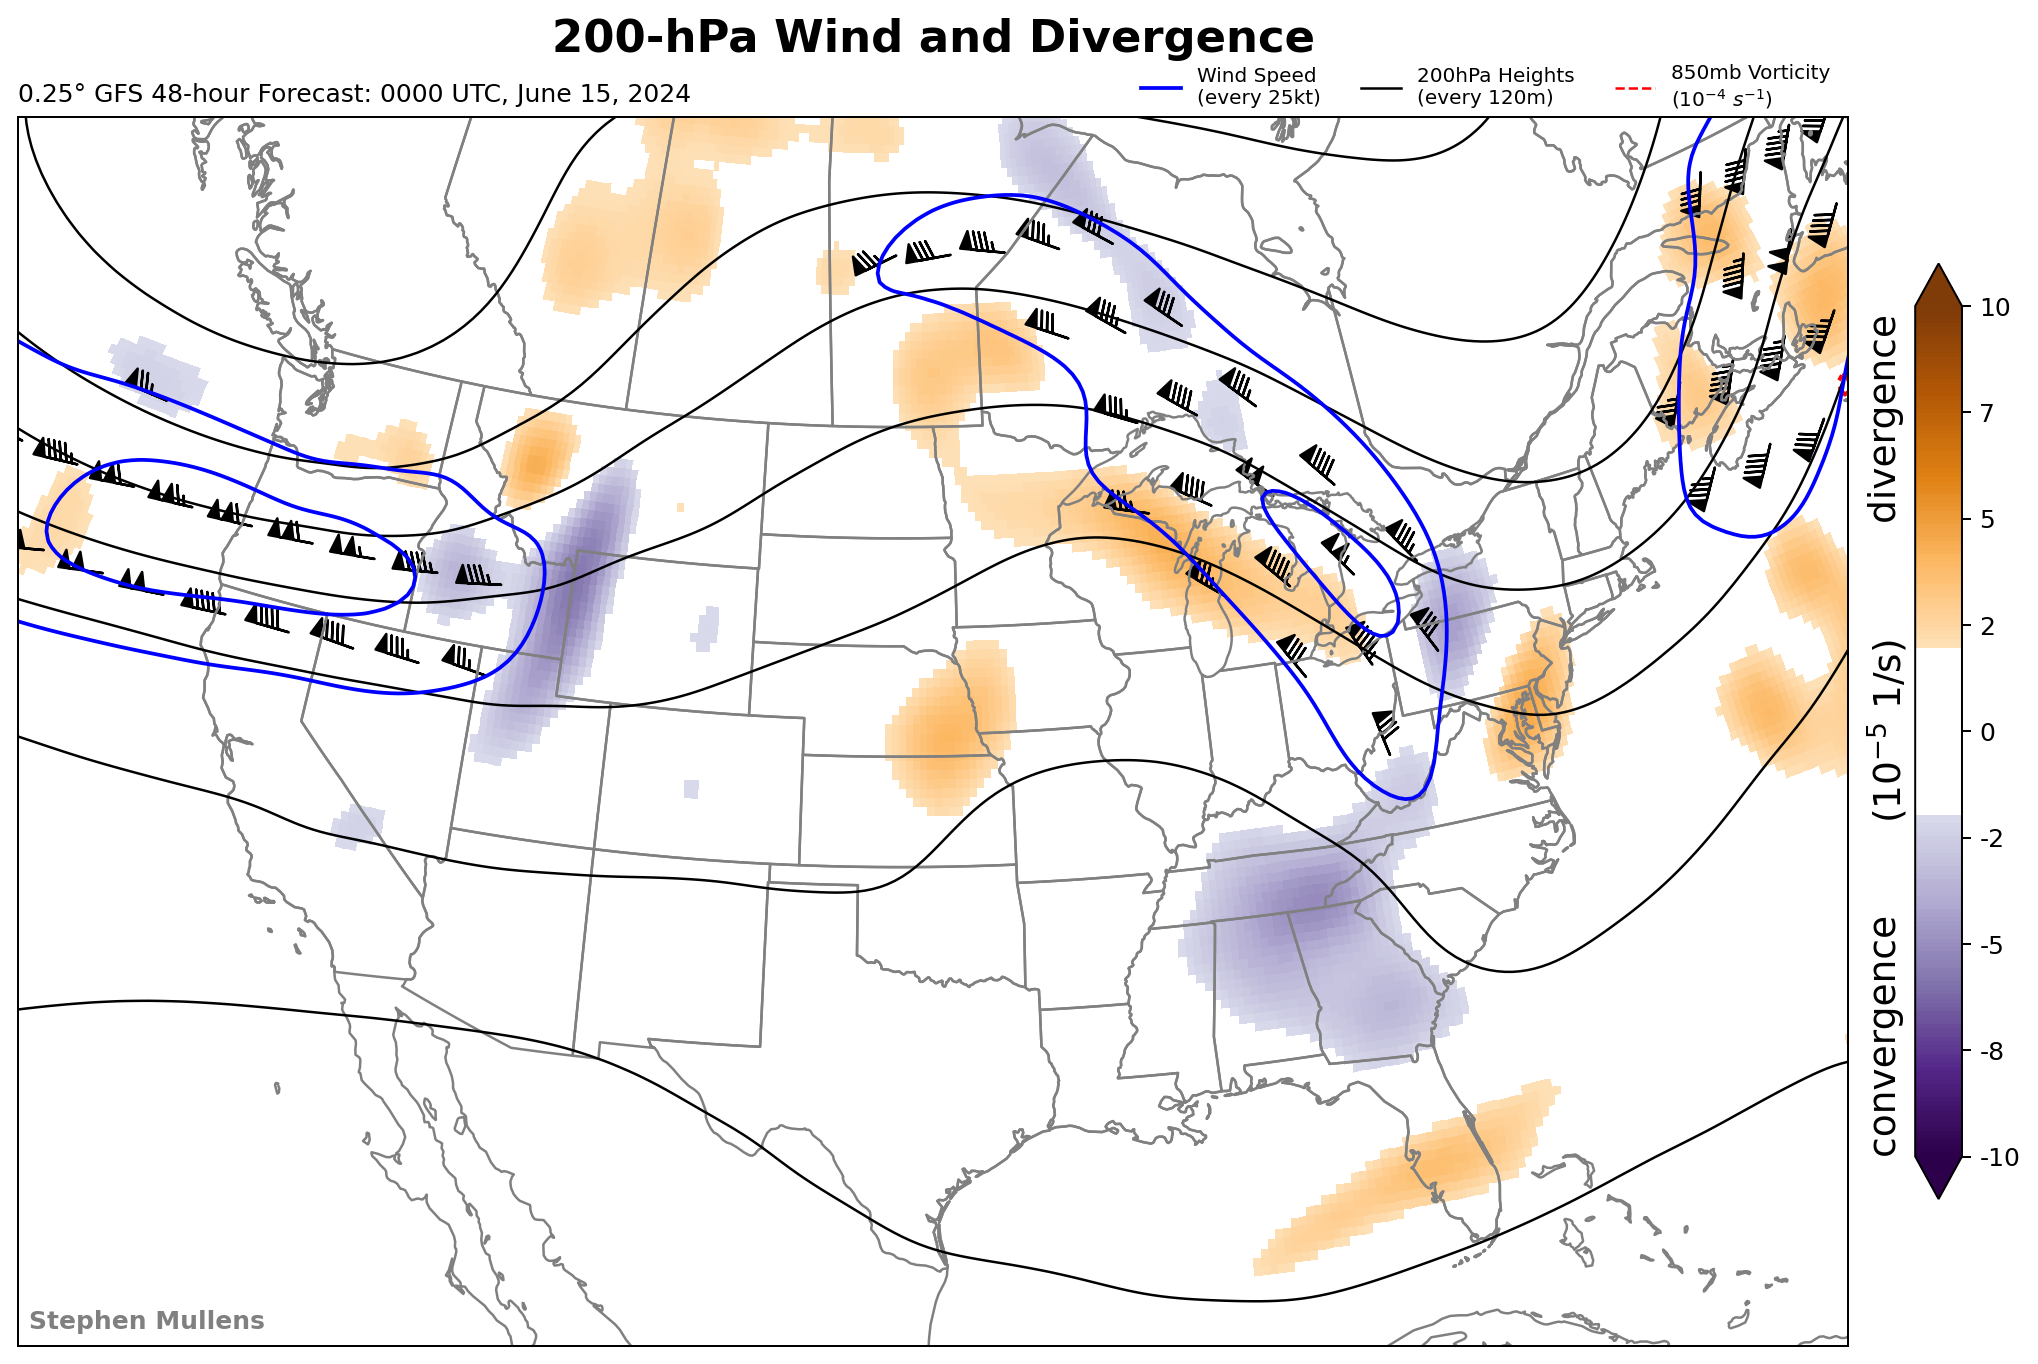 200-hPa Wind and Divergence
0.25° GFS 48-hour Forecast: 0000 UTC, June 15, 2024
Wind Speed
(every 25kt)
200hPa Heights
(every 120m)
850mb Vorticity
(10⁻⁴ s⁻¹)
10
7
5
2
0
-2
-5
-8
-10
convergence (10⁻⁵ 1/s) divergence
Stephen Mullens